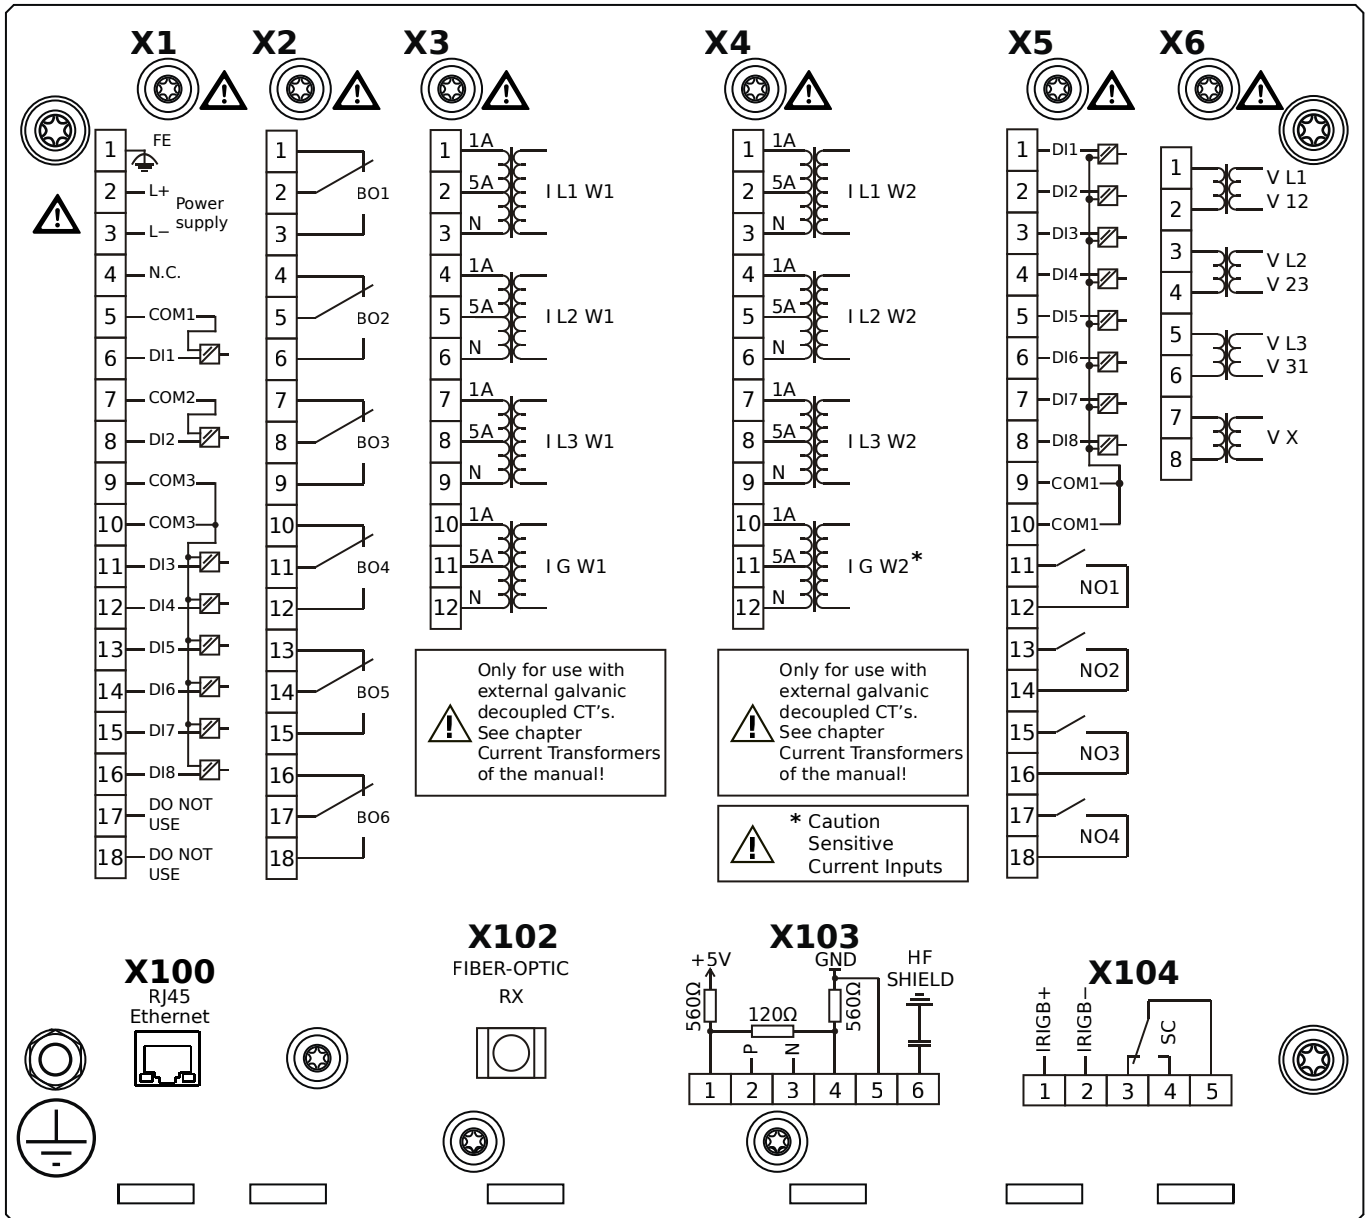 X1
X2
X3
X4
X5
X6
1 FE
2 L+
Power
supply
3 L−
4 N.C.
5 COM1
6 DI1
7 COM2
8 DI2
9 COM3
10 COM3
11 DI3
12 DI4
13 DI5
14 DI6
15 DI7
16 DI8
17 DO NOT
USE
18 DO NOT
USE
1
2 BO1
3
4
5 BO2
6
7
8 BO3
9
10
11 BO4
12
13
14 BO5
15
16
17 BO6
18
1 1A
2 5A I L1 W1
3 N
4 1A
5 5A I L2 W1
6 N
7 1A
8 5A I L3 W1
9 N
10 1A
11 5A I G W1
12 N
Only for use with
external galvanic
decoupled CT's.
See chapter
Current Transformers
of the manual!
1 1A
2 5A I L1 W2
3 N
4 1A
5 5A I L2 W2
6 N
7 1A
8 5A I L3 W2
9 N
10 1A
11 5A I G W2*
12 N
Only for use with
external galvanic
decoupled CT's.
See chapter
Current Transformers
of the manual!
* Caution
Sensitive
Current Inputs
1 DI1
2 DI2
3 DI3
4 DI4
5 DI5
6 DI6
7 DI7
8 DI8
9 COM1
10 COM1
11
NO1
12
13
NO2
14
15
NO3
16
17
NO4
18
1
V L1
2
V 12
3
V L2
4
V 23
5
V L3
6
V 31
7
V X
8
X100
RJ45
Ethernet
X102
FIBER-OPTIC
RX
X103
+5V
GND
HF
SHIELD
560Ω
120Ω
560Ω
P
N
1 2 3 4 5 6
X104
IRIGB+
IRIGB−
SC
1 2 3 4 5